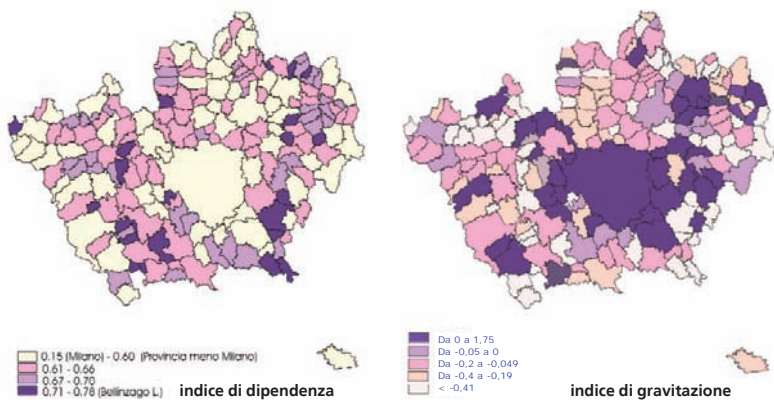 0.15 (Milano) - 0.60 (Provincia meno Milano)
0.61 - 0.66
0.67 - 0.70
0.71 - 0.78 (Bellinzago L.)
indice di dipendenza
Da 0 a 1,75
Da -0,05 a 0
Da -0,2 a -0,049
Da -0,4 a -0,19
< -0,41
indice di gravitazione